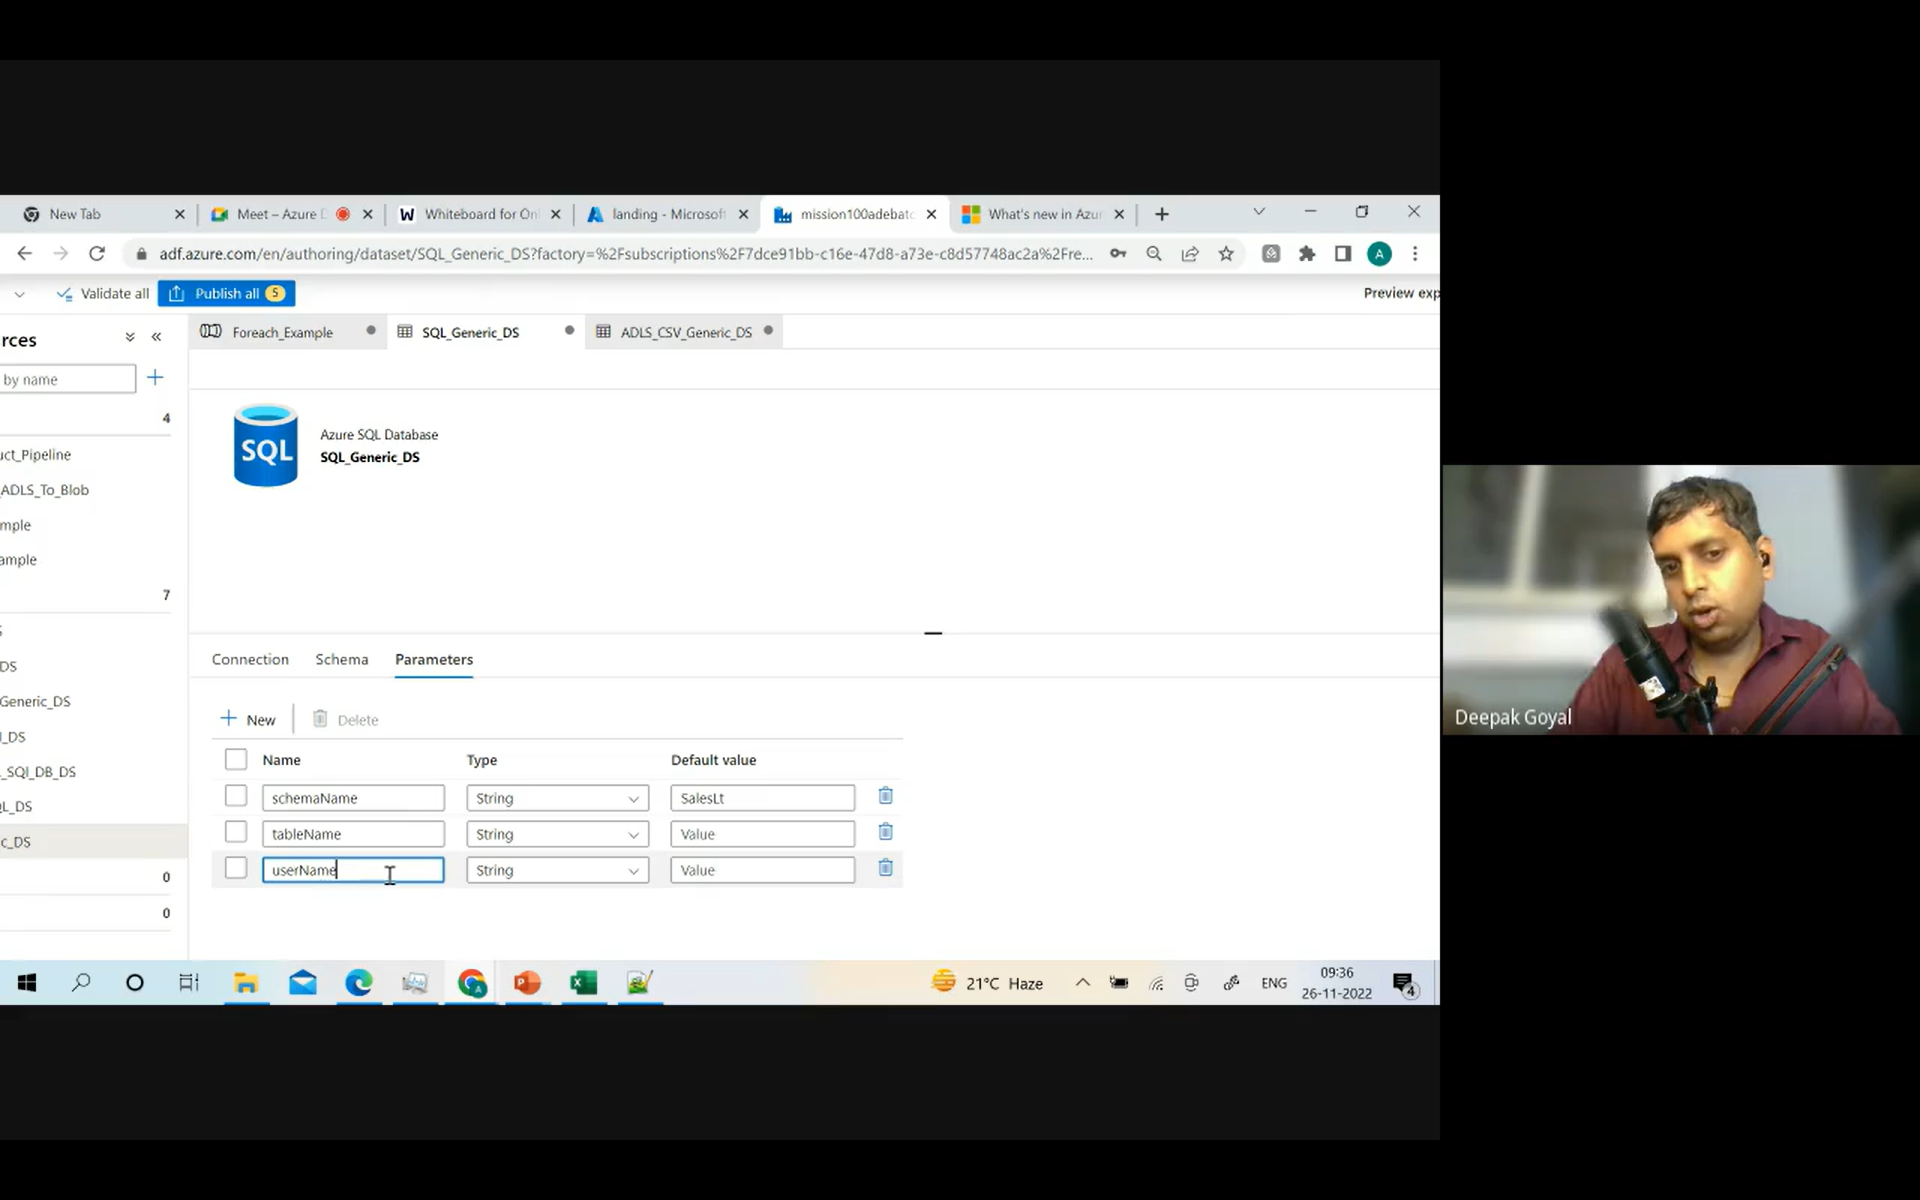 New Tab
Meet – Azure D
W Whiteboard for Onl
landing - Microsoft
mission100adebatc
What's new in Azur
adf.azure.com/en/authoring/dataset/SQL_Generic_DS?factory=%2Fsubscriptions%2F7dce91bb-c16e-47d8-a73e-c8d57748ac2a%2Fre...
A
Validate all
Publish all 5
Preview exp
rces
Foreach_Example
SQL_Generic_DS
ADLS_CSV_Generic_DS
by name
4
SQL
Azure SQL Database
SQL_Generic_DS
uct_Pipeline
_ADLS_To_Blob
mple
ample
7
DS
Generic_DS
_DS
_SQl_DB_DS
L_DS
c_DS
0
0
Connection Schema Parameters
New Delete
Name Type Default value
schemaName String SalesLt
tableName String Value
userName String Value
Deepak Goyal
21°C Haze
ENG
09:36
26-11-2022
4